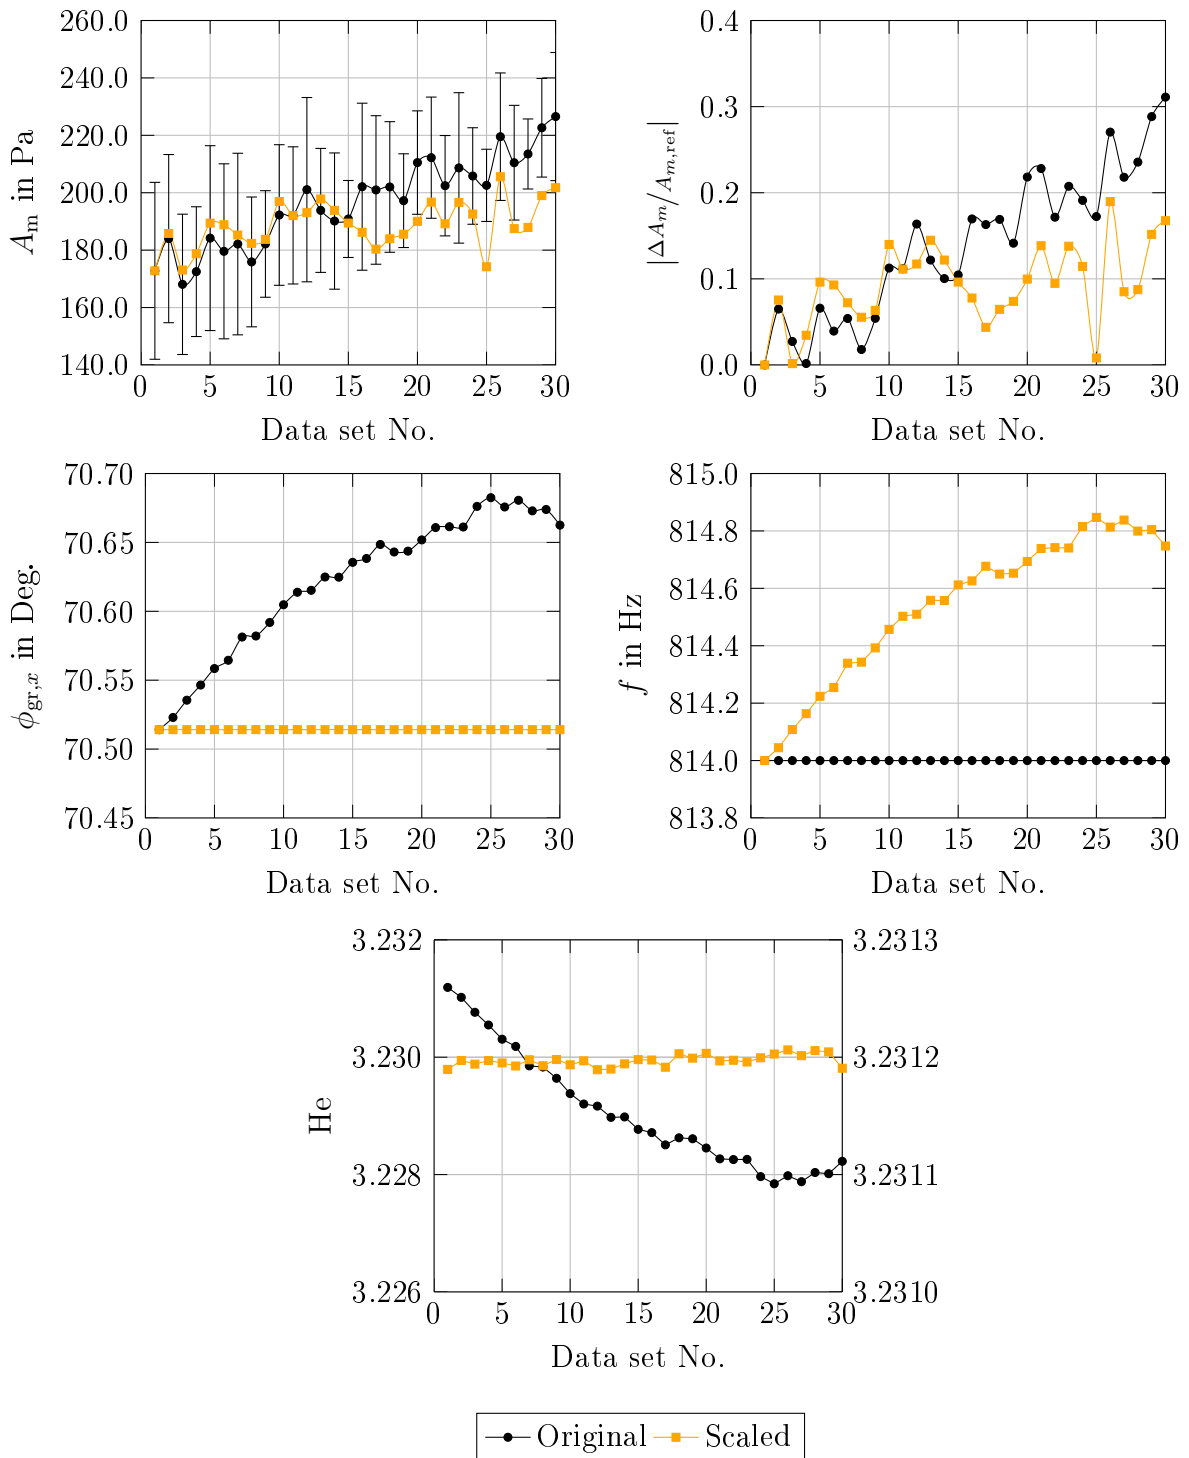 260.0
240.0
220.0
200.0
180.0
160.0
140.0
0 5 10 15 20 25 30
A_m in Pa
Data set No.
0.4
0.3
0.2
0.1
0.0
0 5 10 15 20 25 30
|ΔA_m/A_{m,ref}|
Data set No.
70.70
70.65
70.60
70.55
70.50
70.45
0 5 10 15 20 25 30
ϕ_{gr,x} in Deg.
Data set No.
815.0
814.8
814.6
814.4
814.2
814.0
813.8
0 5 10 15 20 25 30
f in Hz
Data set No.
3.232
3.230
3.228
3.226
3.2313
3.2312
3.2311
3.2310
0 5 10 15 20 25 30
He
Data set No.
Original Scaled